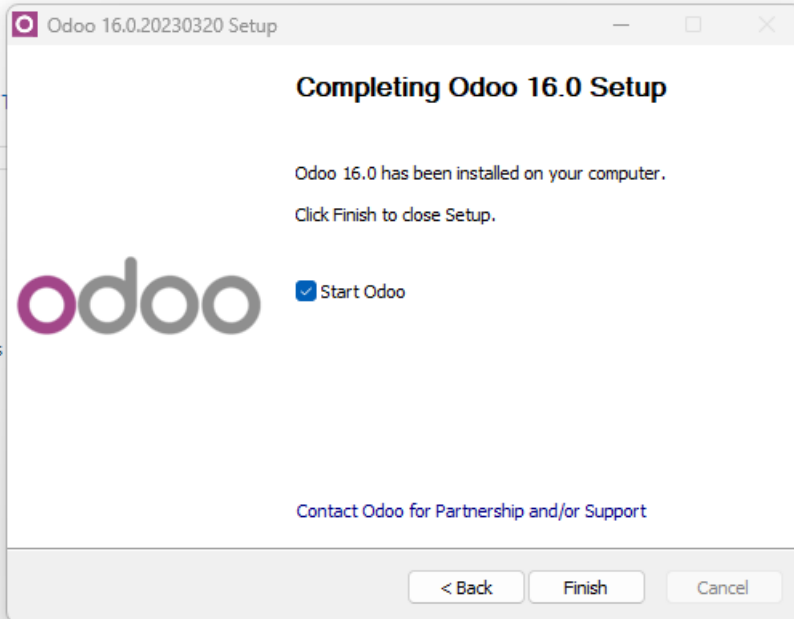 Odoo 16.0.20230320 Setup
Completing Odoo 16.0 Setup
Odoo 16.0 has been installed on your computer.
Click Finish to close Setup.
odoo
Start Odoo
Contact Odoo for Partnership and/or Support
< Back
Finish
Cancel